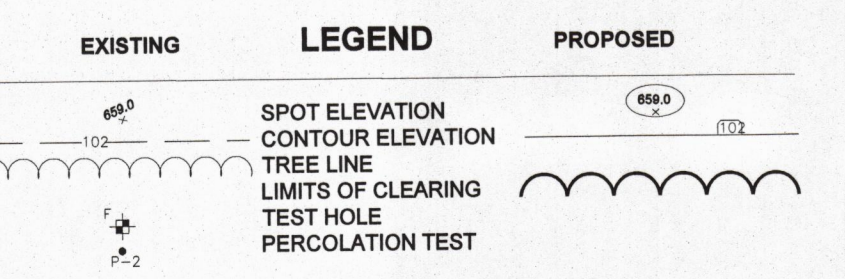 EXISTING LEGEND PROPOSED
659.0 SPOT ELEVATION 659.0
102 CONTOUR ELEVATION 102
TREE LINE
LIMITS OF CLEARING
F TEST HOLE
PERCOLATION TEST
P-2